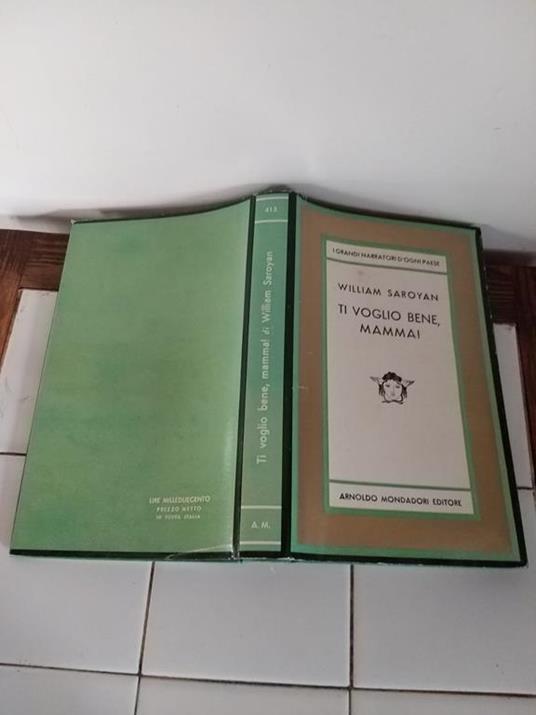 LIRE MILLEDUECENTO
PREZZO NETTO
IN TUTTA ITALIA
413
Ti voglio bene, mamma! di William Saroyan
A. M.
I GRANDI NARRATORI D'OGNI PAESE
WILLIAM SAROYAN
TI VOGLIO BENE,
MAMMA!
ARNOLDO MONDADORI EDITORE